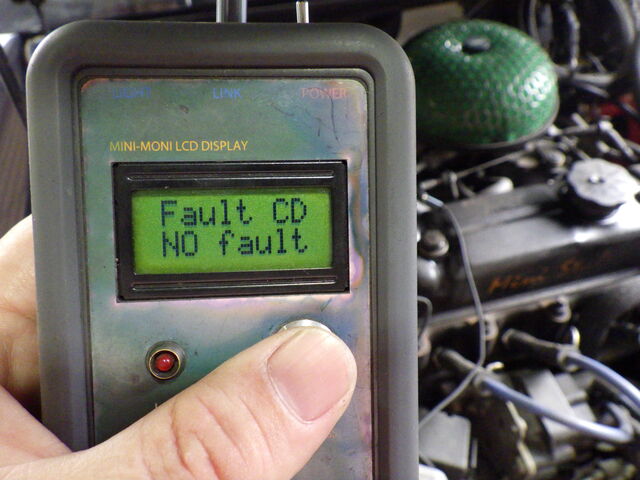 LIGHT LINK POWER
MINI-MONI LCD DISPLAY
Fault CD
NO fault